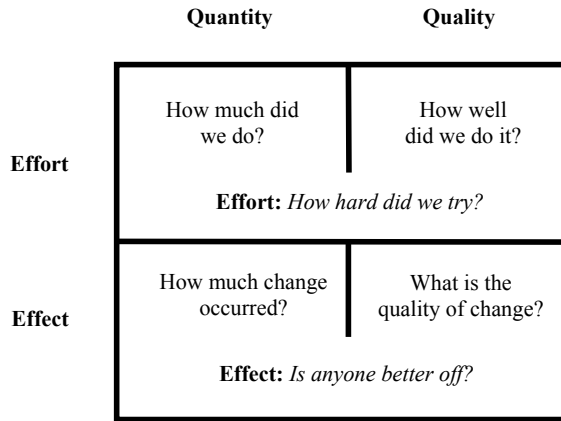 Quantity Quality
How much did
we do?
How well
did we do it?
Effort
Effort: How hard did we try?
How much change
occurred?
What is the
quality of change?
Effect
Effect: Is anyone better off?